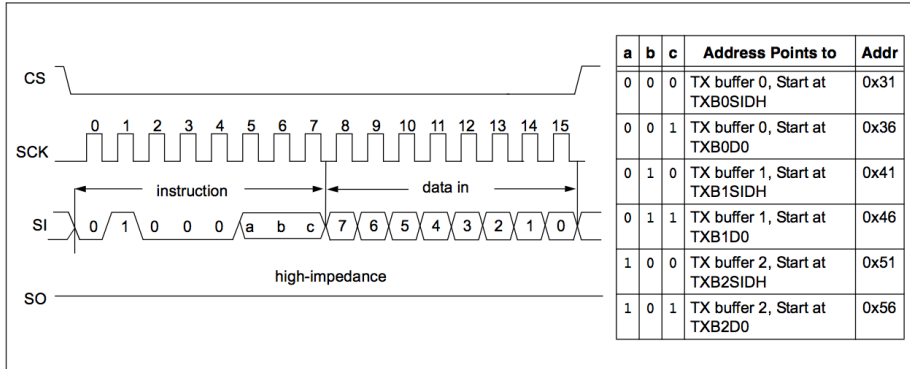 CS
0 1 2 3 4 5 6 7 8 9 10 11 12 13 14 15
SCK
instruction data in
SI 0 1 0 0 0 a b c 7 6 5 4 3 2 1 0
high-impedance
SO
a b c Address Points to Addr
0 0 0 TX buffer 0, Start at 0x31
TXB0SIDH
0 0 1 TX buffer 0, Start at 0x36
TXB0D0
0 1 0 TX buffer 1, Start at 0x41
TXB1SIDH
0 1 1 TX buffer 1, Start at 0x46
TXB1D0
1 0 0 TX buffer 2, Start at 0x51
TXB2SIDH
1 0 1 TX buffer 2, Start at 0x56
TXB2D0